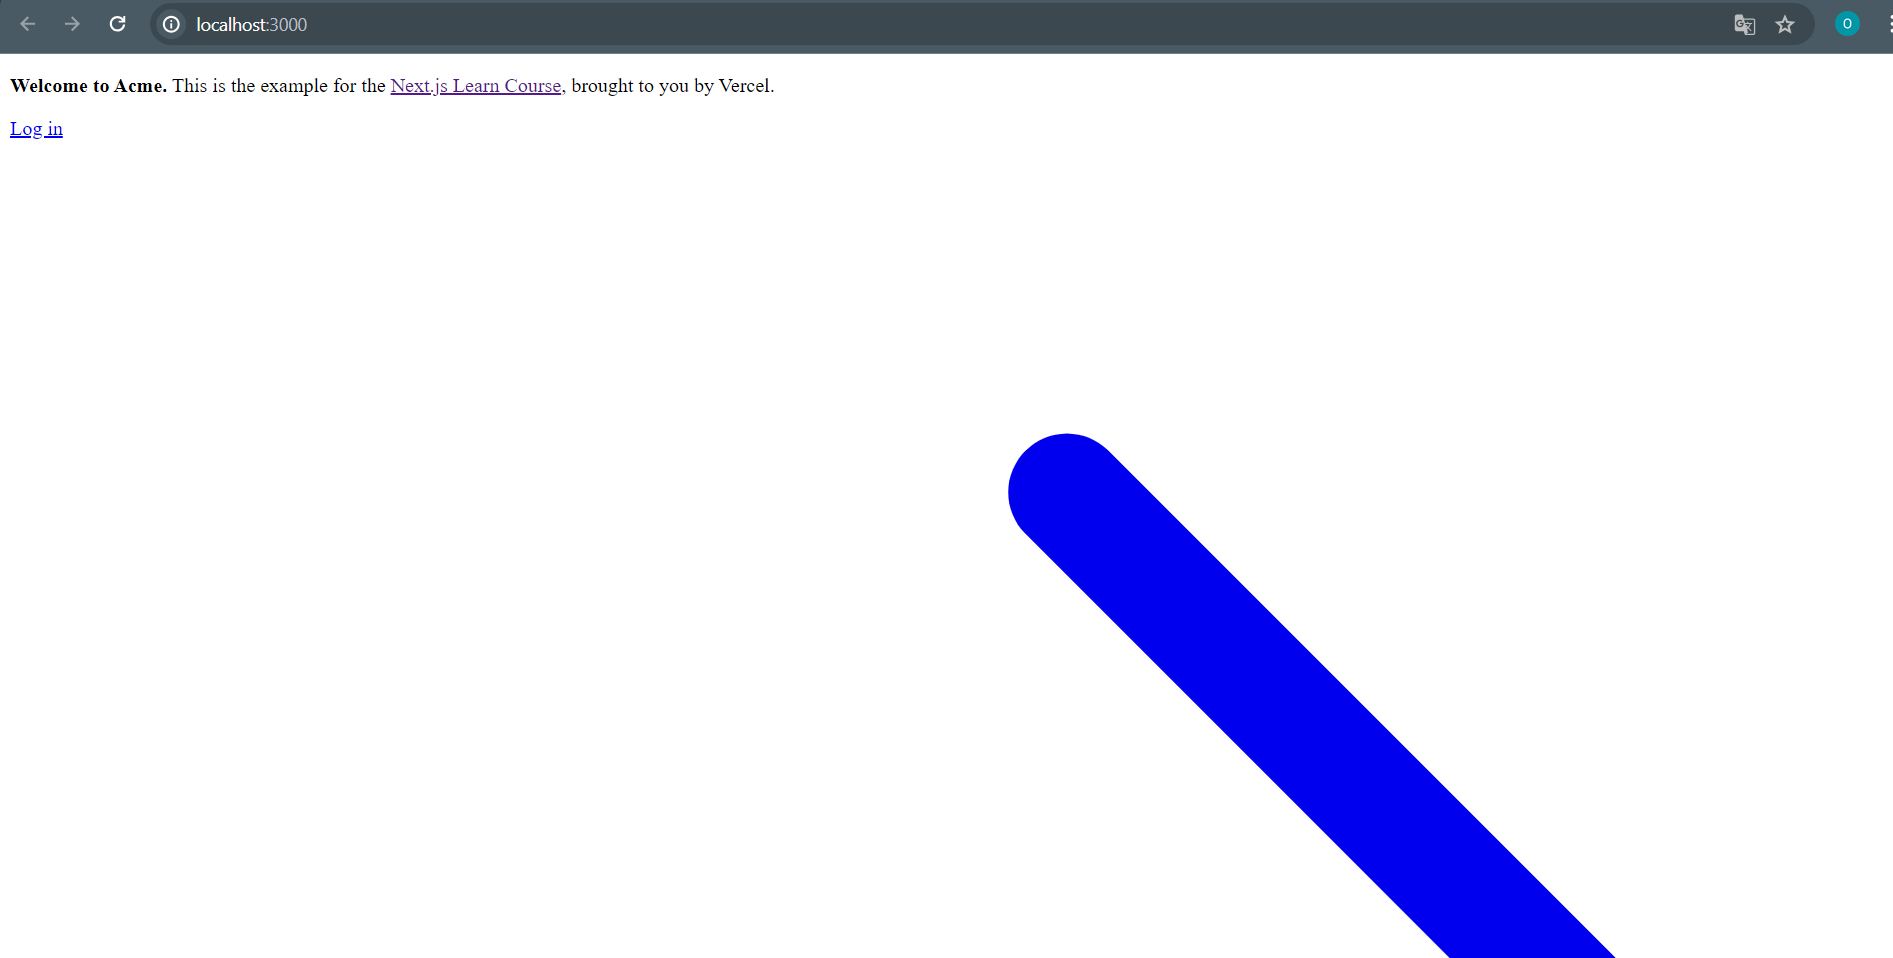 localhost:3000
O
Welcome to Acme. This is the example for the Next.js Learn Course, brought to you by Vercel.
Log in